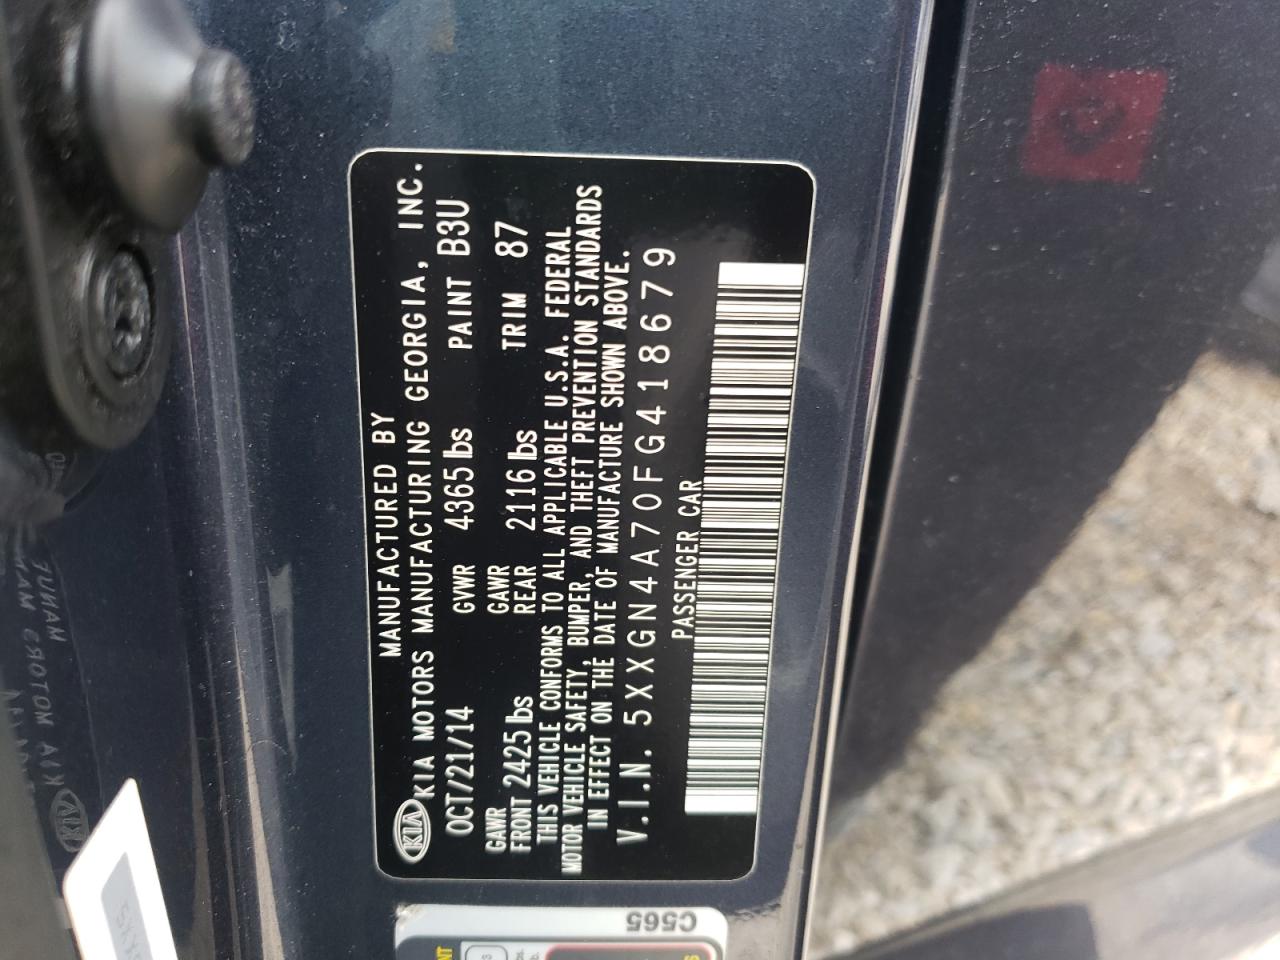 MANUFACTURED BY
KIA KIA MOTORS MANUFACTURING GEORGIA, INC.
OCT/21/14 GVWR 4365 lbs PAINT B3U
GAWR GAWR
FRONT 2425 lbs REAR 2116 lbs TRIM 87
THIS VEHICLE CONFORMS TO ALL APPLICABLE U.S.A. FEDERAL
MOTOR VEHICLE SAFETY, BUMPER, AND THEFT PREVENTION STANDARDS
IN EFFECT ON THE DATE OF MANUFACTURE SHOWN ABOVE.
V.I.N. 5XXGN4A70FG418679
PASSENGER CAR
C565